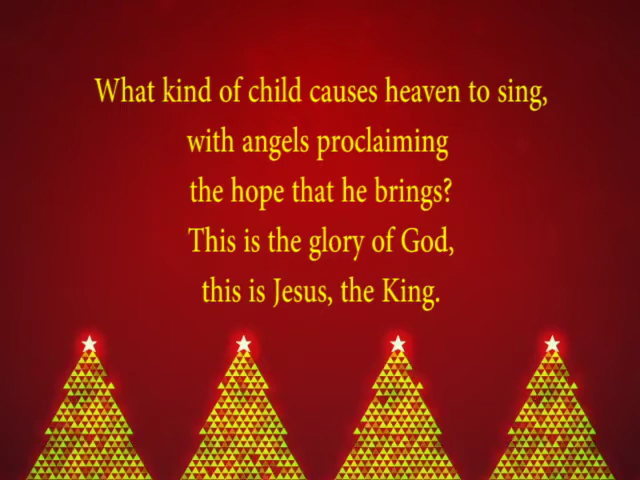 What kind of child causes heaven to sing,
with angels proclaiming
the hope that he brings?
This is the glory of God,
this is Jesus, the King.